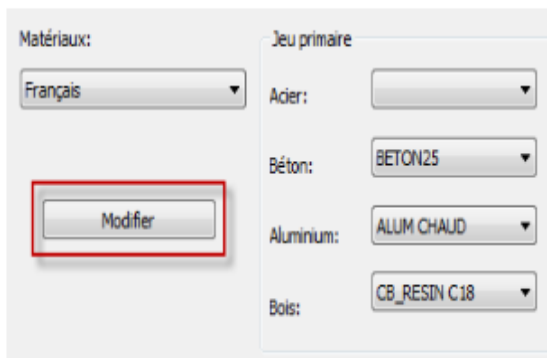 Matériaux:
Jeu primaire
Français
Acier:
Béton:
BETON25
Modifier
Aluminium:
ALUM CHAUD
Bois:
CB_RESIN C18